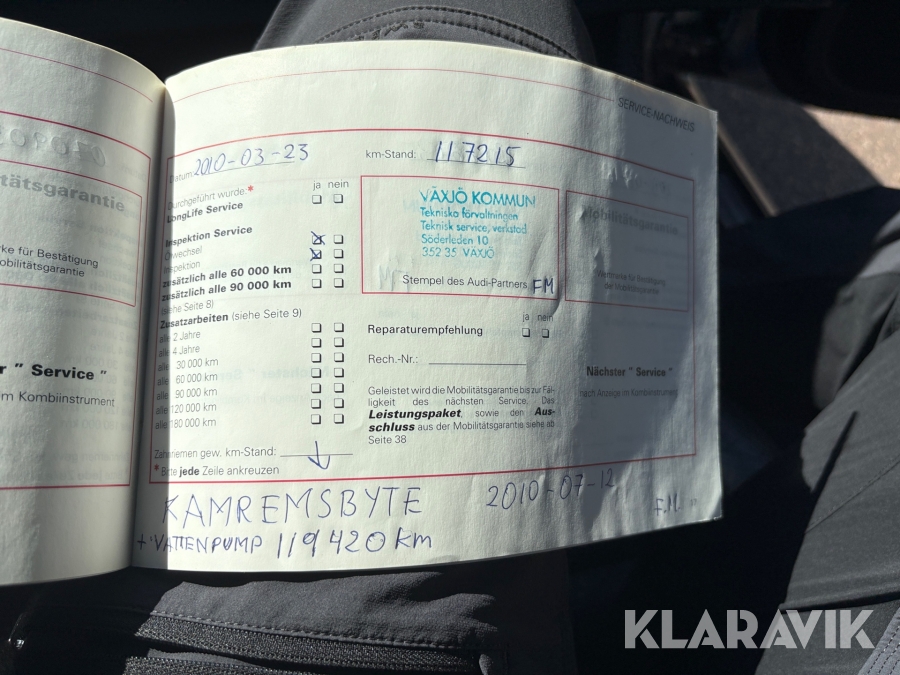 SERVICE-NACHWEIS
Datum: 2010-03-23
km-Stand: 117215
Durchgeführt wurde:* ja nein
LongLife Service
Inspektion Service
Ölwechsel
Inspektion
zusätzlich alle 60 000 km
zusätzlich alle 90 000 km
(siehe Seite 8)
Zusatzarbeiten (siehe Seite 9)
alle 2 Jahre
alle 4 Jahre
alle 30 000 km
alle 60 000 km
alle 90 000 km
alle 120 000 km
alle 180 000 km
Zahnriemen gew. km-Stand:
* Bitte jede Zeile ankreuzen
VÄXJÖ KOMMUN
Tekniska förvaltningen
Teknisk service, verkstad
Söderleden 10
352 35 VÄXJÖ
Stempel des Audi-Partners FM
ja nein
Reparaturempfehlung
Rech.-Nr.:
Geleistet wird die Mobilitätsgarantie bis zur Fäl-
ligkeit des nächsten Service. Das
Leistungspaket, sowie den Aus-
schluss aus der Mobilitätsgarantie siehe ab
Seite 38
Mobilitätsgarantie
der Mobilitätsgarantie
Nächster " Service "
nach Anzeige im Kombiinstrument
KAMREMSBYTE 2010-07-12 F.M.
+ VATTENPUMP 119420 km
tätsgarantie
rke für Bestätigung
obilitätsgarantie
r " Service "
m Kombiinstrument
KLARAVIK